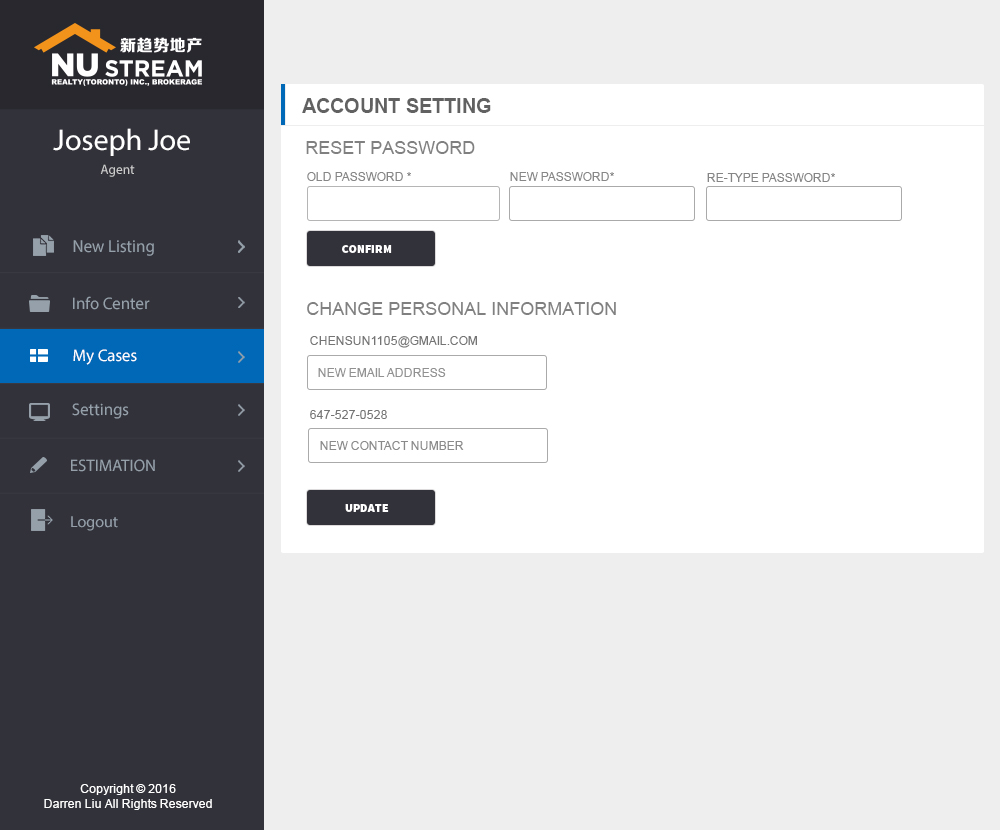 新趋势地产
NU STREAM
REALTY(TORONTO) INC., BROKERAGE
Joseph Joe
Agent
New Listing
Info Center
My Cases
Settings
ESTIMATION
Logout
Copyright © 2016
Darren Liu All Rights Reserved
ACCOUNT SETTING
RESET PASSWORD
OLD PASSWORD * NEW PASSWORD* RE-TYPE PASSWORD*
CONFIRM
CHANGE PERSONAL INFORMATION
CHENSUN1105@GMAIL.COM
NEW EMAIL ADDRESS
647-527-0528
NEW CONTACT NUMBER
UPDATE